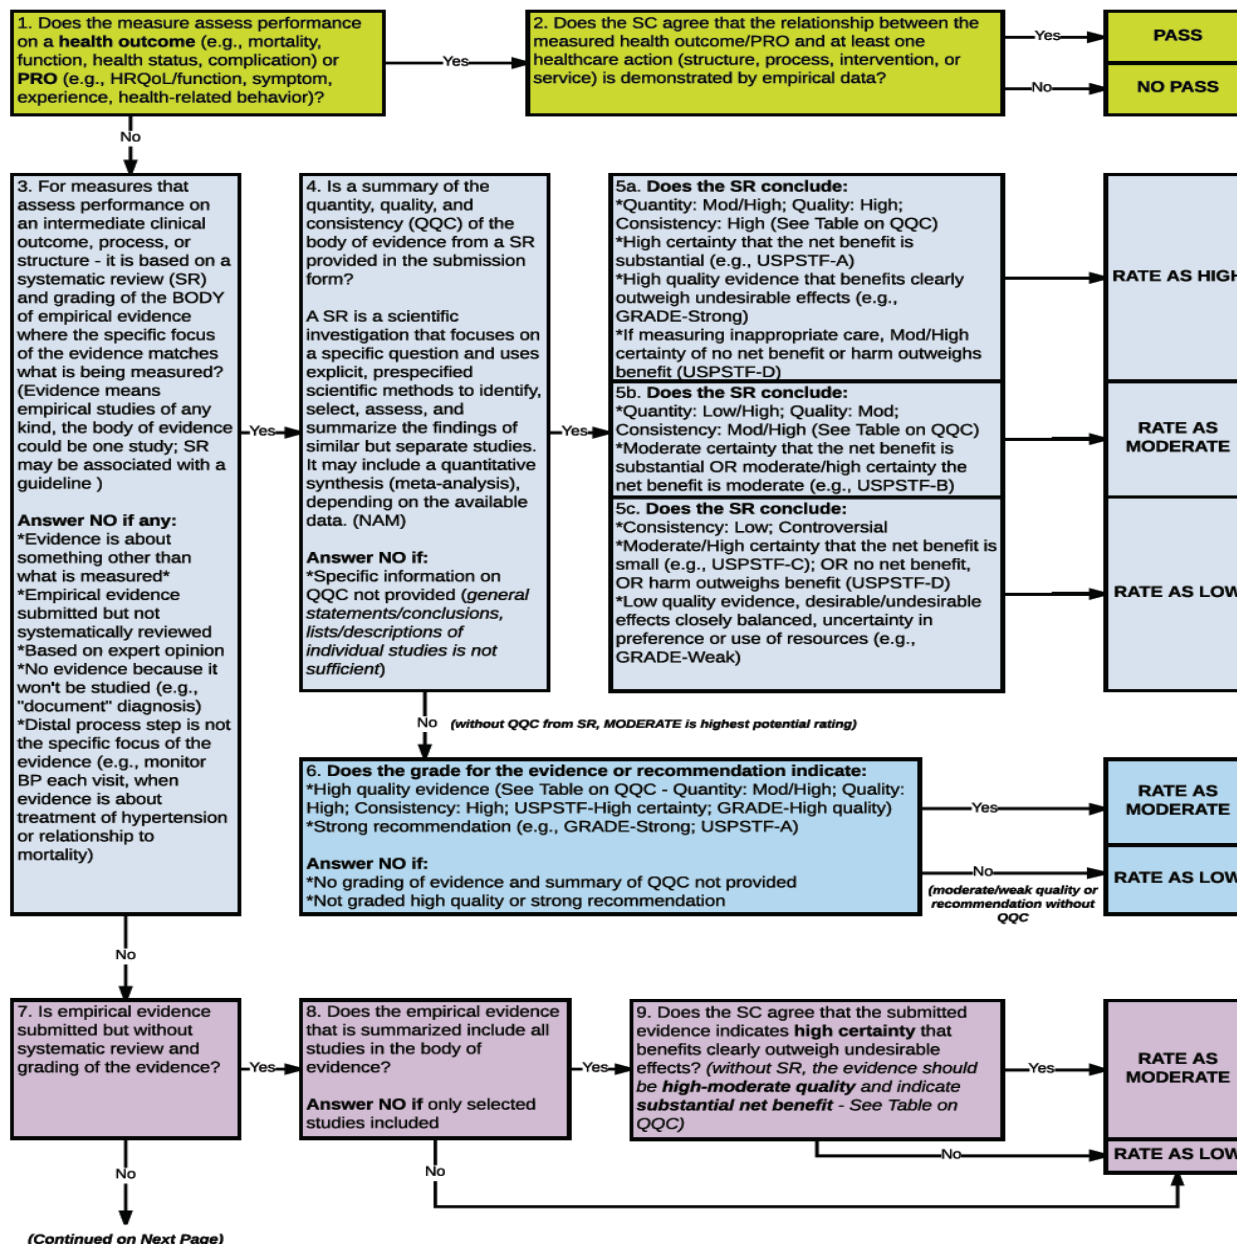 1. Does the measure assess performance
on a health outcome (e.g., mortality,
function, health status, complication) or
PRO (e.g., HRQoL/function, symptom,
experience, health-related behavior)?
Yes
2. Does the SC agree that the relationship between the
measured health outcome/PRO and at least one
healthcare action (structure, process, intervention, or
service) is demonstrated by empirical data?
Yes
PASS
No
NO PASS
No
3. For measures that
assess performance on
an intermediate clinical
outcome, process, or
structure - it is based on a
systematic review (SR)
and grading of the BODY
of empirical evidence
where the specific focus
of the evidence matches
what is being measured?
(Evidence means
empirical studies of any
kind, the body of evidence
could be one study; SR
may be associated with a
guideline )
Answer NO if any:
*Evidence is about
something other than
what is measured*
*Empirical evidence
submitted but not
systematically reviewed
*Based on expert opinion
*No evidence because it
won't be studied (e.g.,
"document" diagnosis)
*Distal process step is not
the specific focus of the
evidence (e.g., monitor
BP each visit, when
evidence is about
treatment of hypertension
or relationship to
mortality)
Yes
4. Is a summary of the
quantity, quality, and
consistency (QQC) of the
body of evidence from a SR
provided in the submission
form?
A SR is a scientific
investigation that focuses on
a specific question and uses
explicit, prespecified
scientific methods to identify,
select, assess, and
summarize the findings of
similar but separate studies.
It may include a quantitative
synthesis (meta-analysis),
depending on the available
data. (NAM)
Answer NO if:
*Specific information on
QQC not provided (general
statements/conclusions,
lists/descriptions of
individual studies is not
sufficient)
Yes
5a. Does the SR conclude:
*Quantity: Mod/High; Quality: High;
Consistency: High (See Table on QQC)
*High certainty that the net benefit is
substantial (e.g., USPSTF-A)
*High quality evidence that benefits clearly
outweigh undesirable effects (e.g.,
GRADE-Strong)
*If measuring inappropriate care, Mod/High
certainty of no net benefit or harm outweighs
benefit (USPSTF-D)
RATE AS HIGH
5b. Does the SR conclude:
*Quantity: Low/High; Quality: Mod;
Consistency: Mod/High (See Table on QQC)
*Moderate certainty that the net benefit is
substantial OR moderate/high certainty the
net benefit is moderate (e.g., USPSTF-B)
RATE AS
MODERATE
5c. Does the SR conclude:
*Consistency: Low; Controversial
*Moderate/High certainty that the net benefit is
small (e.g., USPSTF-C); OR no net benefit,
OR harm outweighs benefit (USPSTF-D)
*Low quality evidence, desirable/undesirable
effects closely balanced, uncertainty in
preference or use of resources (e.g.,
GRADE-Weak)
RATE AS LOW
No (without QQC from SR, MODERATE is highest potential rating)
6. Does the grade for the evidence or recommendation indicate:
*High quality evidence (See Table on QQC - Quantity: Mod/High; Quality:
High; Consistency: High; USPSTF-High certainty; GRADE-High quality)
*Strong recommendation (e.g., GRADE-Strong; USPSTF-A)
Answer NO if:
*No grading of evidence and summary of QQC not provided
*Not graded high quality or strong recommendation
Yes
RATE AS
MODERATE
No
(moderate/weak quality or
recommendation without
QQC
RATE AS LOW
No
7. Is empirical evidence
submitted but without
systematic review and
grading of the evidence?
Yes
8. Does the empirical evidence
that is summarized include all
studies in the body of
evidence?
Answer NO if only selected
studies included
Yes
9. Does the SC agree that the submitted
evidence indicates high certainty that
benefits clearly outweigh undesirable
effects? (without SR, the evidence should
be high-moderate quality and indicate
substantial net benefit - See Table on
QQC)
Yes
RATE AS
MODERATE
No
RATE AS LOW
No
No
(Continued on Next Page)